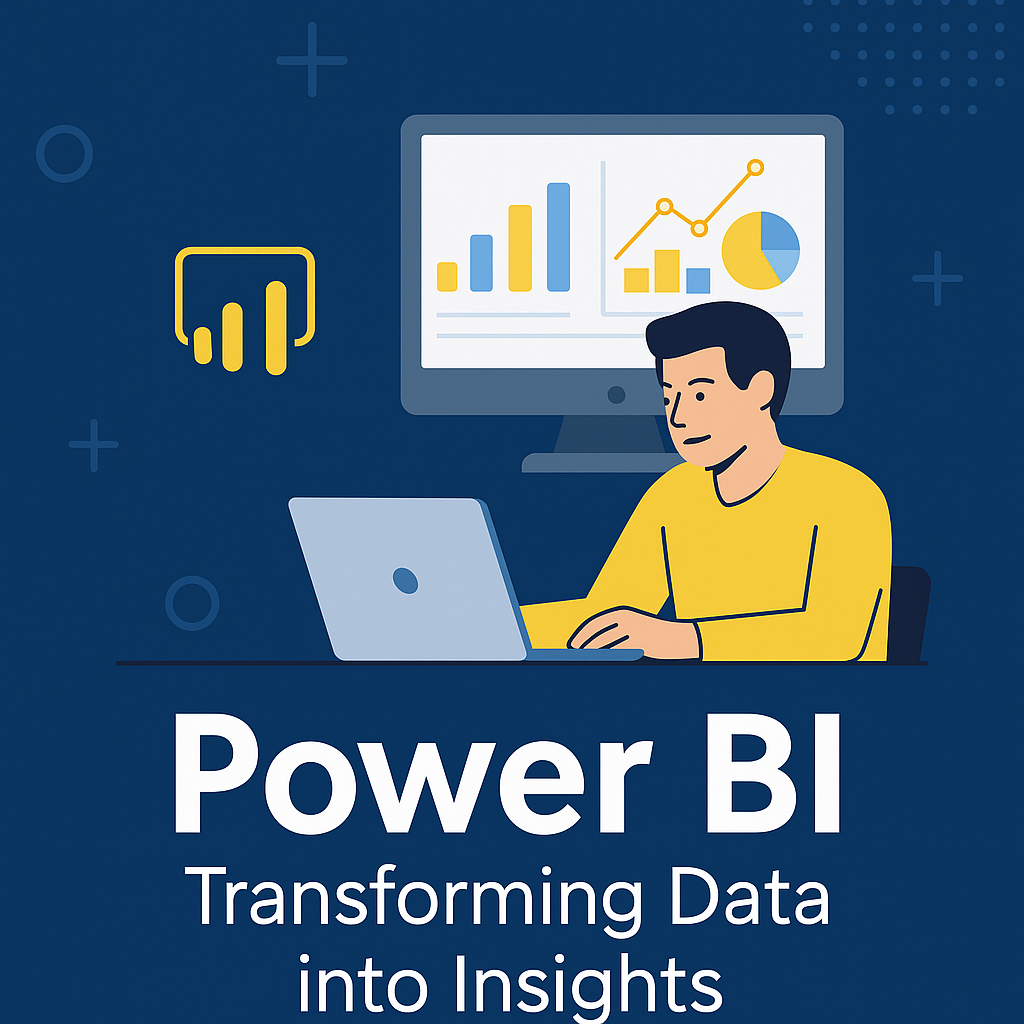 Power BI
Transforming Data
into Insights